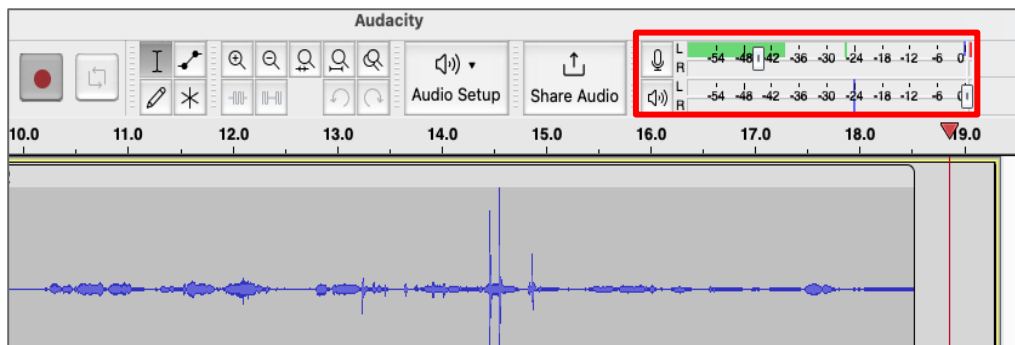 Audacity
L
R
-54 -48 -42 -36 -30 -24 -18 -12 -6 0
Audio Setup
Share Audio
L
R
-54 -48 -42 -36 -30 -24 -18 -12 -6
10.0 11.0 12.0 13.0 14.0 15.0 16.0 17.0 18.0 19.0